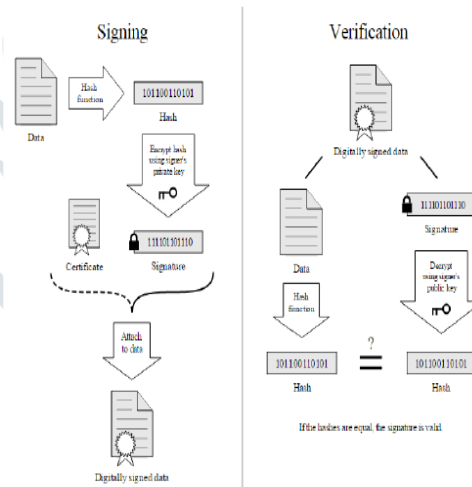 Signing
Hash
function
101100110101
Hash
Data
Encrypt hash
using signer's
private key
111101101110
Certificate
Signature
Attach
to data
Digitally signed data
Verification
Digitally signed data
111101101110
Signature
Data
Decrypt
using signer's
public key
Hash
function
?
101100110101
=
101100110101
Hash
Hash
If the hashes are equal, the signature is valid.